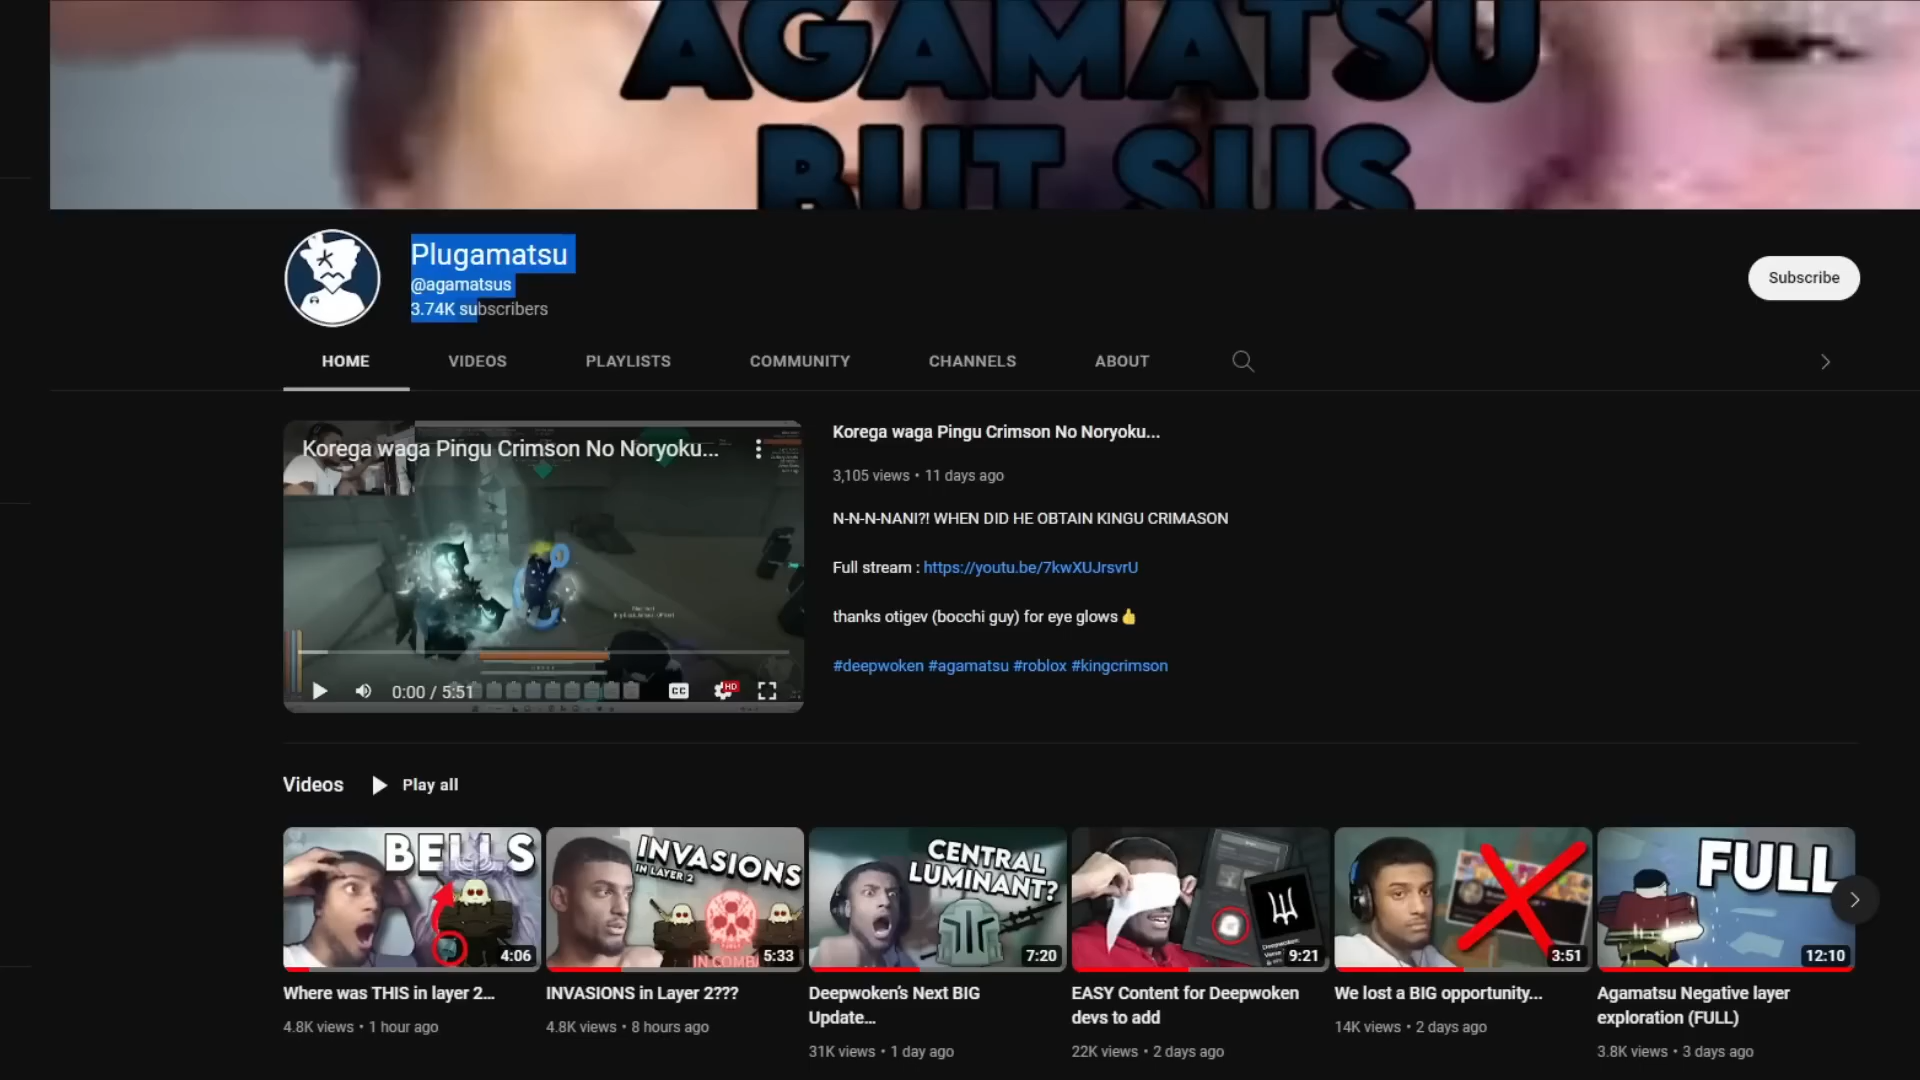 AGAMATSU
BUT SUS
Plugamatsu
@agamatsus
3.74K subscribers
Subscribe
HOME
VIDEOS
PLAYLISTS
COMMUNITY
CHANNELS
ABOUT
Korega waga Pingu Crimson No Noryoku...
0:00 / 5:51
CC
HD
Korega waga Pingu Crimson No Noryoku...
3,105 views • 11 days ago
N-N-N-NANI?! WHEN DID HE OBTAIN KINGU CRIMASON
Full stream : https://youtu.be/7kwXUJrsvrU
thanks otigev (bocchi guy) for eye glows👍
#deepwoken #agamatsu #roblox #kingcrimson
Videos
Play all
BELLS
4:06
Where was THIS in layer 2...
4.8K views • 1 hour ago
INVASIONS
IN LAYER 2
IN COMBA
5:33
INVASIONS in Layer 2???
4.8K views • 8 hours ago
CENTRAL
LUMINANT?
7:20
Deepwoken's Next BIG
Update...
31K views • 1 day ago
9:21
EASY Content for Deepwoken
devs to add
22K views • 2 days ago
3:51
We lost a BIG opportunity...
14K views • 2 days ago
FULL
12:10
Agamatsu Negative layer
exploration (FULL)
3.8K views • 3 days ago